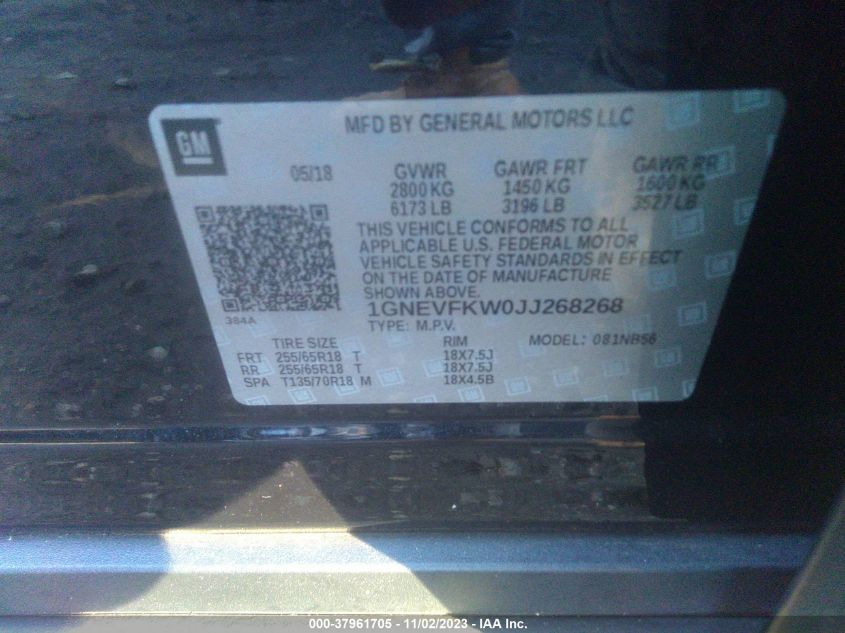 GM
MFD BY GENERAL MOTORS LLC
05/18 GVWR GAWR FRT GAWR RR
2800 KG 1450 KG 1600 KG
6173 LB 3196 LB 3527 LB
THIS VEHICLE CONFORMS TO ALL
APPLICABLE U.S. FEDERAL MOTOR
VEHICLE SAFETY STANDARDS IN EFFECT
ON THE DATE OF MANUFACTURE
SHOWN ABOVE.
384A
1GNEVFKW0JJ268268
TYPE: M.P.V. MODEL: 081NB56
TIRE SIZE RIM
FRT 255/65R18 T 18X7.5J
RR 255/65R18 T 18X7.5J
SPA T135/70R18 M 18X4.5B
000-37961705 - 11/02/2023 - IAA Inc.